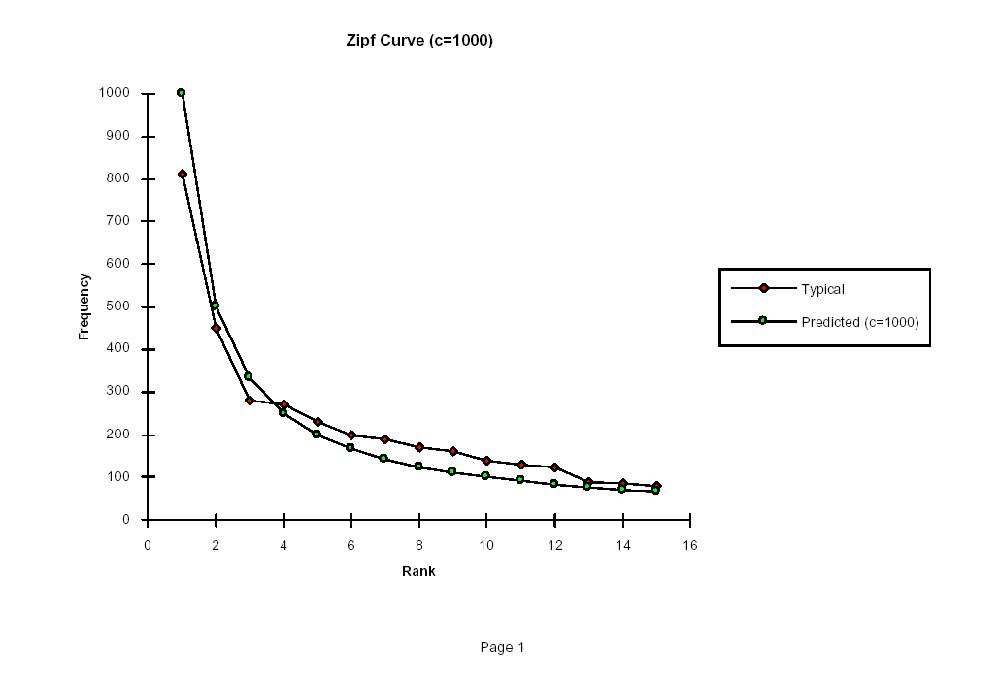 Zipf Curve (c=1000)
1000
900
800
700
600
500
400
300
200
100
0
Frequency
0 2 4 6 8 10 12 14 16
Rank
Typical
Predicted (c=1000)
Page 1